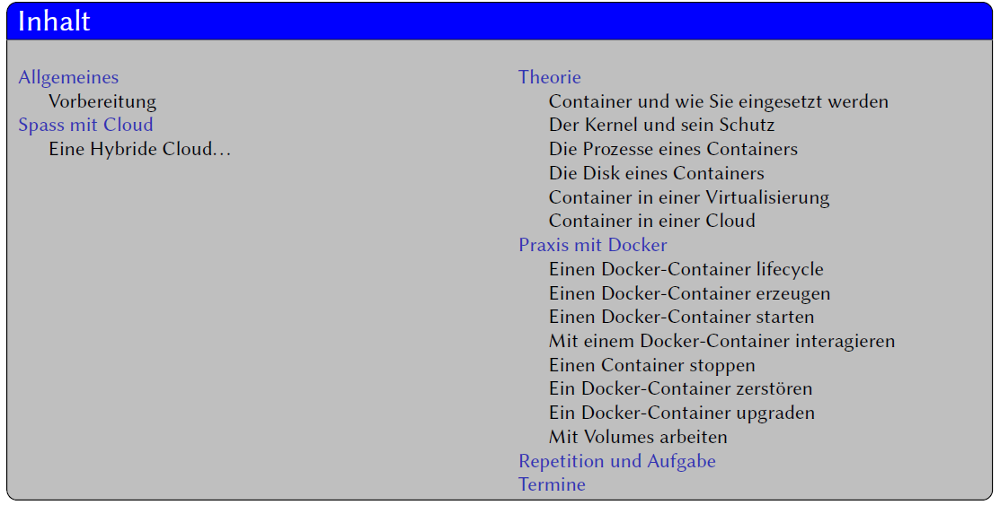 Inhalt
Allgemeines
Vorbereitung
Spass mit Cloud
Eine Hybride Cloud…
Theorie
Container und wie Sie eingesetzt werden
Der Kernel und sein Schutz
Die Prozesse eines Containers
Die Disk eines Containers
Container in einer Virtualisierung
Container in einer Cloud
Praxis mit Docker
Einen Docker-Container lifecycle
Einen Docker-Container erzeugen
Einen Docker-Container starten
Mit einem Docker-Container interagieren
Einen Container stoppen
Ein Docker-Container zerstören
Ein Docker-Container upgraden
Mit Volumes arbeiten
Repetition und Aufgabe
Termine